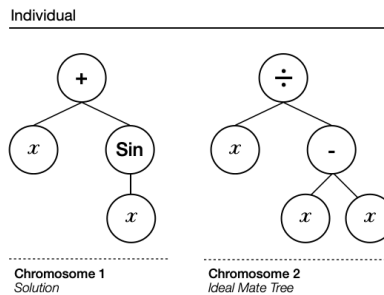 Individual
+
÷
x
Sin
x
-
x
x
x
Chromosome 1
Solution
Chromosome 2
Ideal Mate Tree